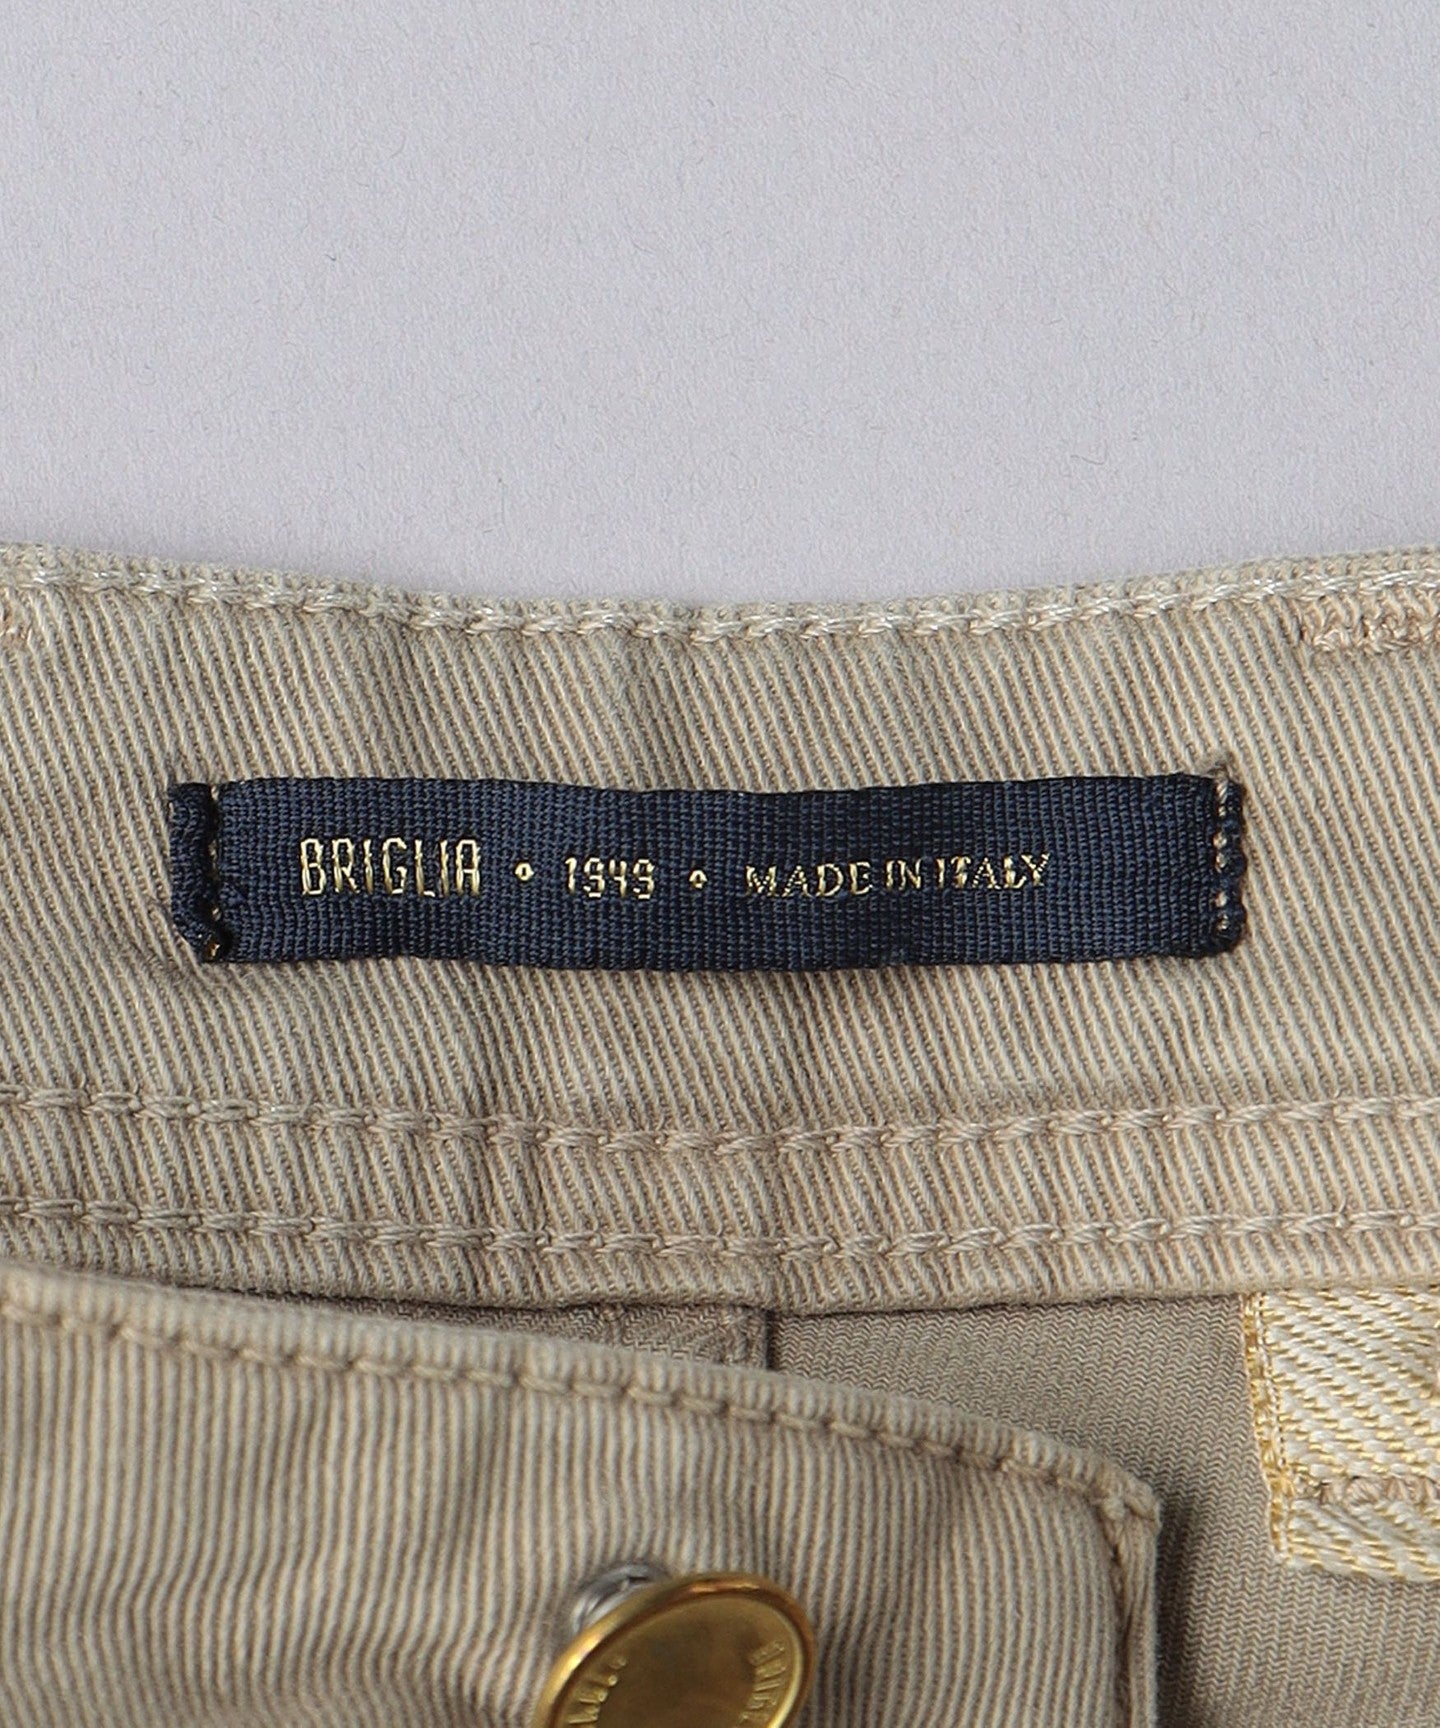 BRIGLIA • 1949 • MADE IN ITALY